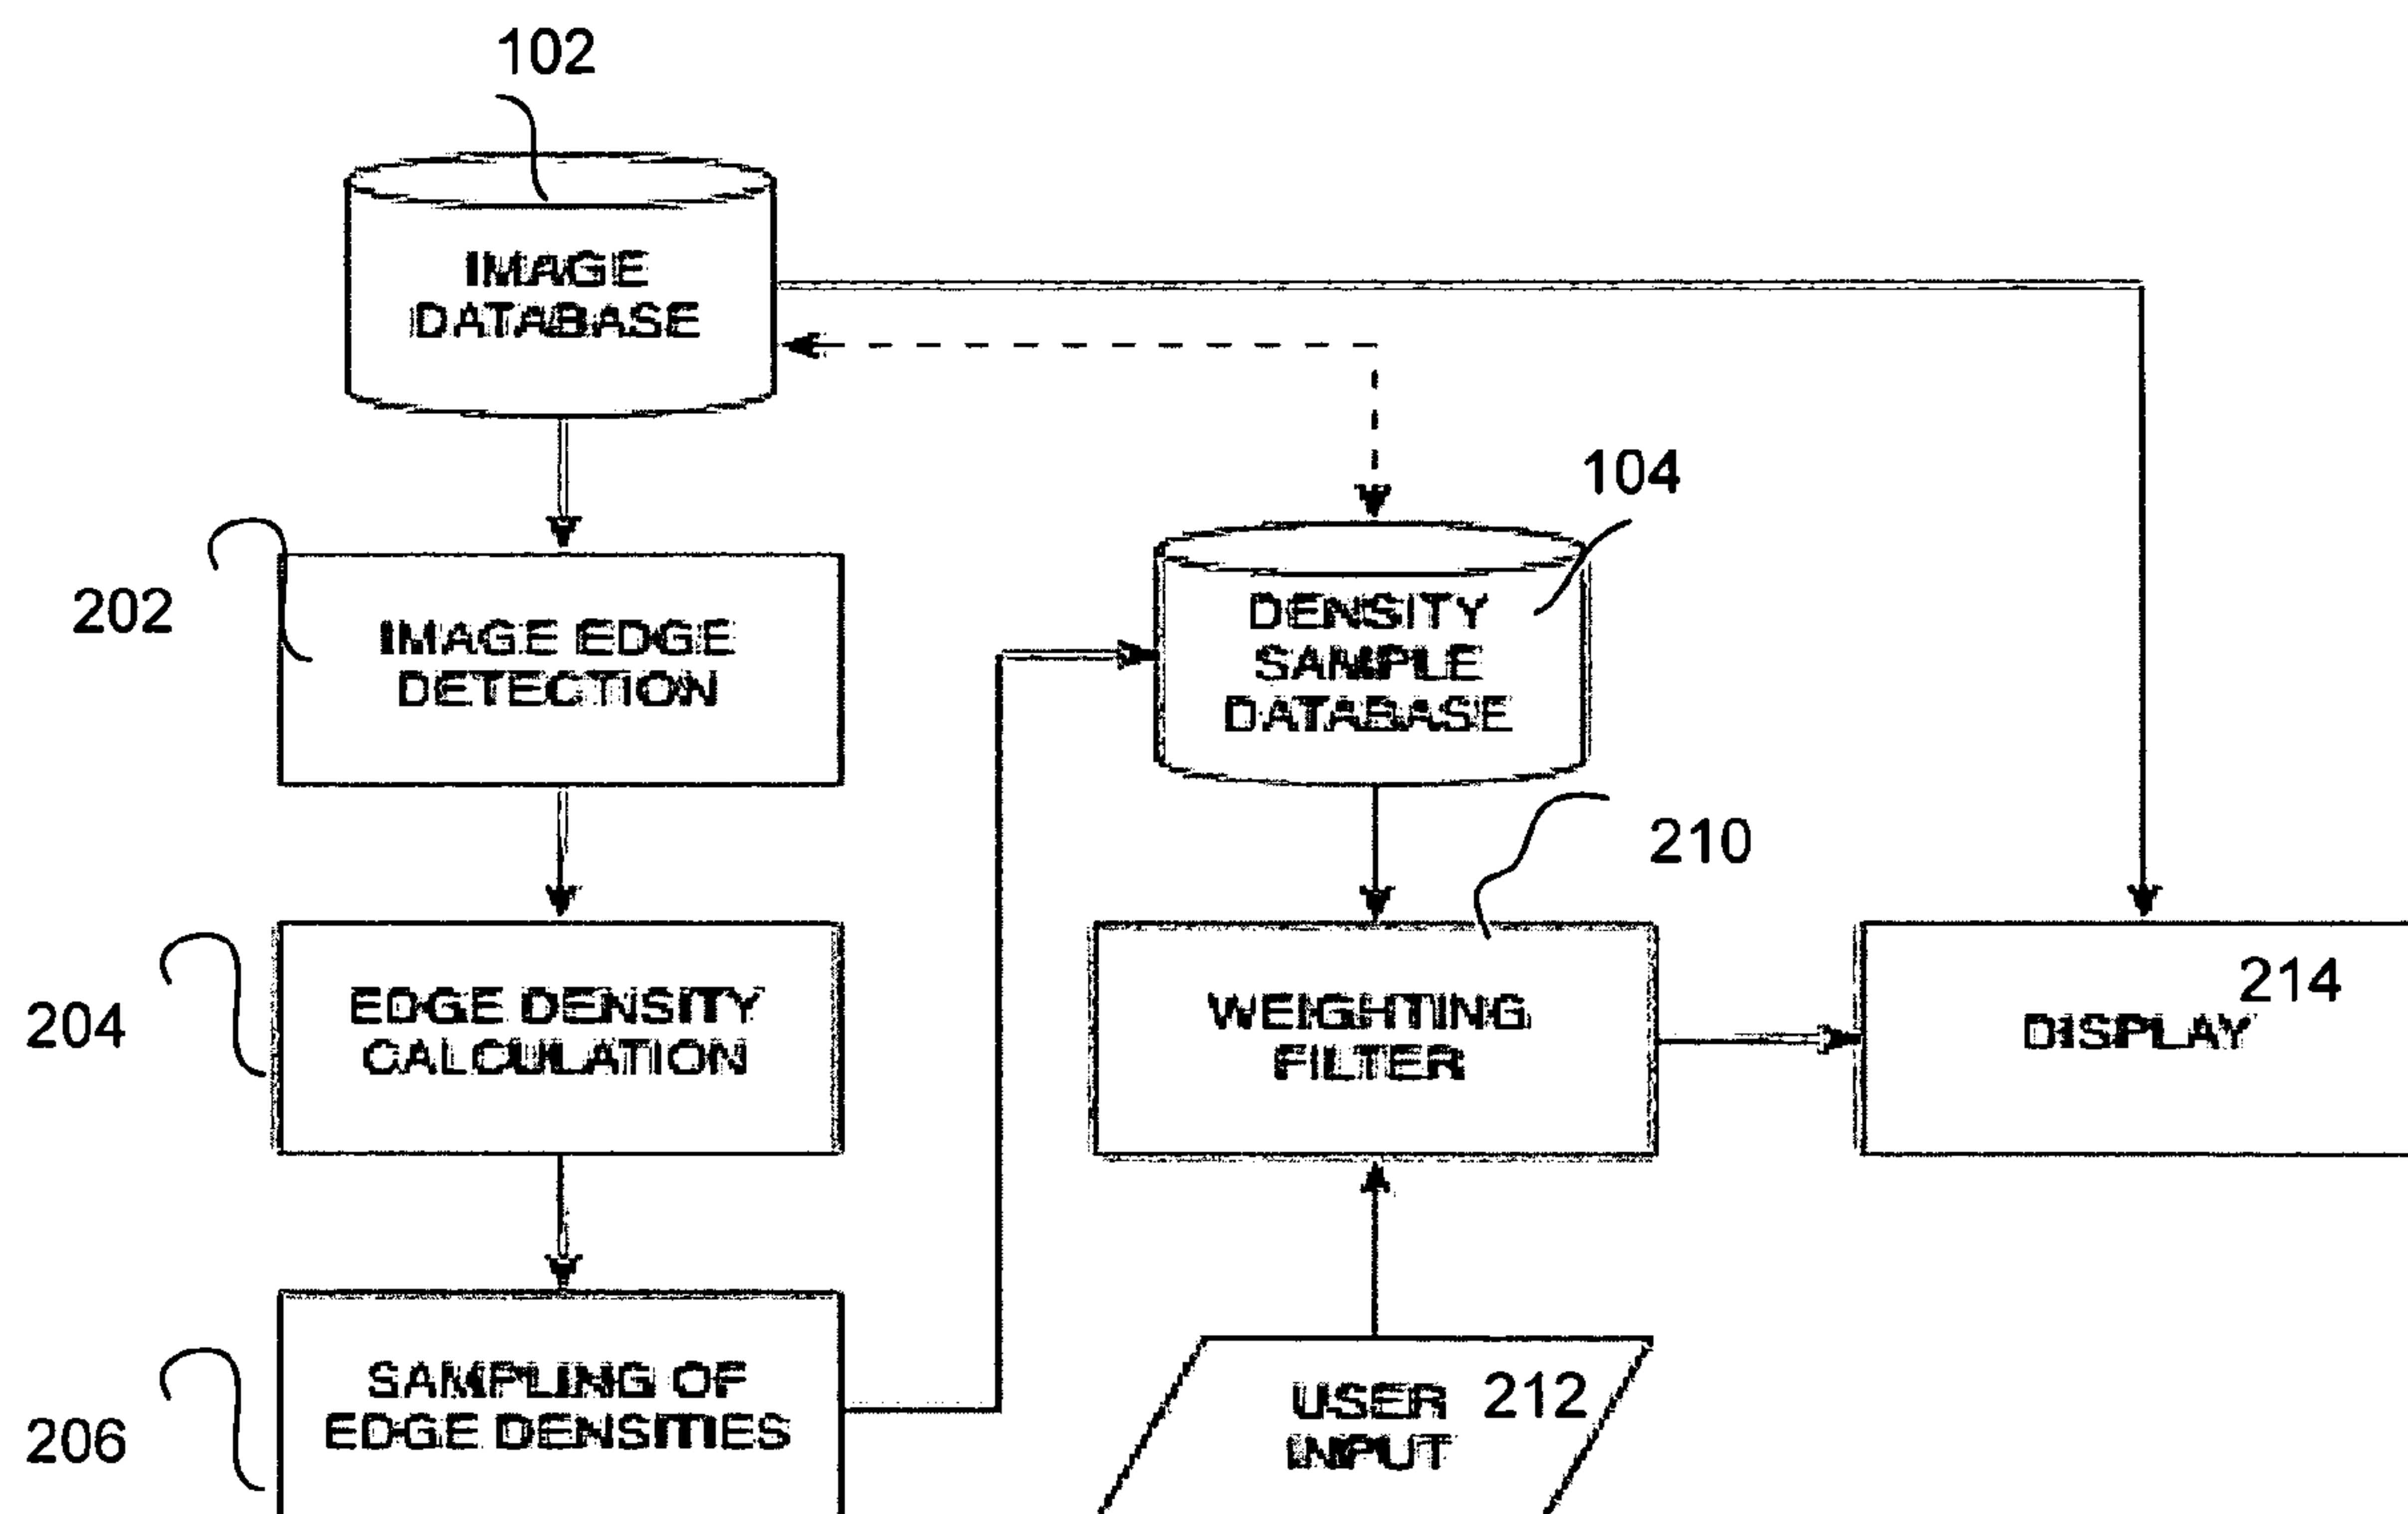 102
IMAGE
DATABASE
104
202
IMAGE EDGE
DETECTION
DENSITY
SAMPLE
DATABASE
210
204
EDGE DENSITY
CALCULATION
WEIGHTING
FILTER
214
DISPLAY
206
SAMPLING OF
EDGE DENSITIES
USER 212
INPUT